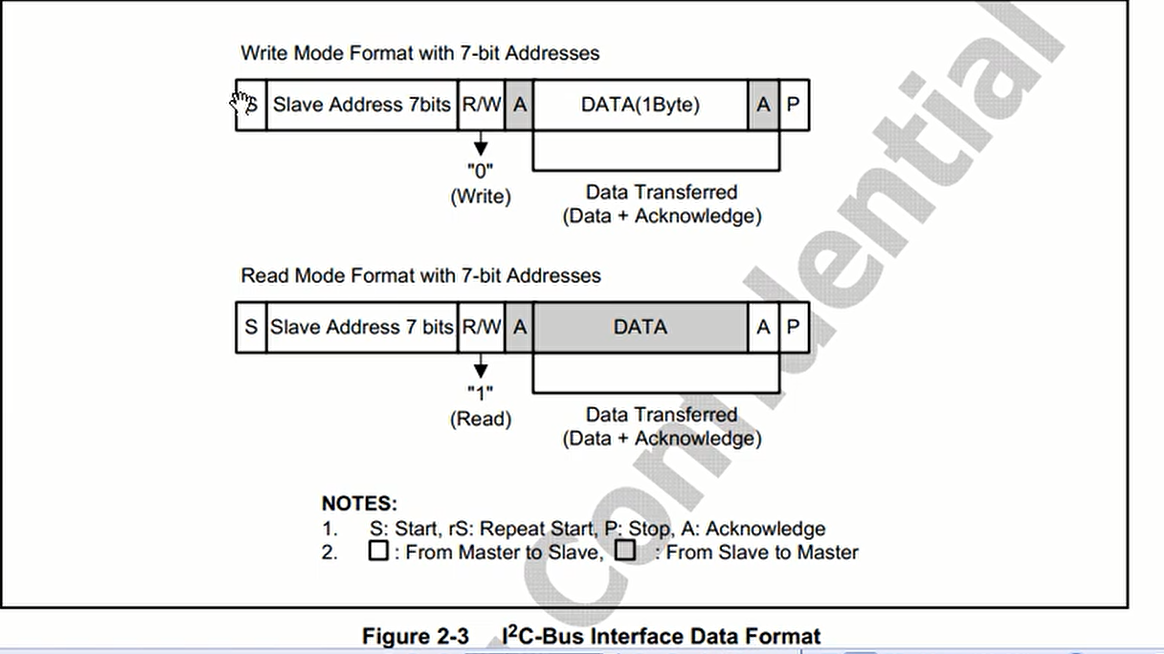 Write Mode Format with 7-bit Addresses
S Slave Address 7bits R/W A DATA(1Byte) A P
"0"
(Write)
Data Transferred
(Data + Acknowledge)
Read Mode Format with 7-bit Addresses
S Slave Address 7 bits R/W A DATA A P
"1"
(Read)
Data Transferred
(Data + Acknowledge)
NOTES:
1. S: Start, rS: Repeat Start, P: Stop, A: Acknowledge
2. : From Master to Slave, : From Slave to Master
Figure 2-3 I²C-Bus Interface Data Format
Confidential